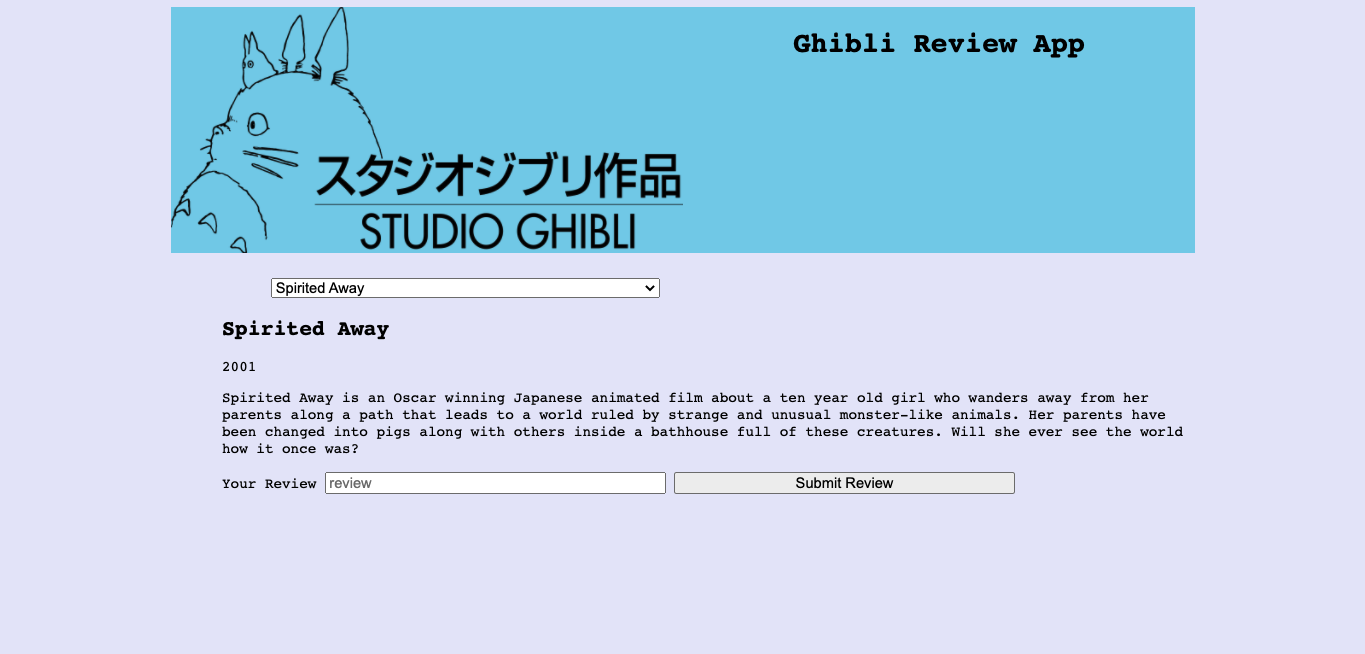 Ghibli Review App
スタジオジブリ作品
STUDIO GHIBLI
Spirited Away
Spirited Away
2001
Spirited Away is an Oscar winning Japanese animated film about a ten year old girl who wanders away from her
parents along a path that leads to a world ruled by strange and unusual monster-like animals. Her parents have
been changed into pigs along with others inside a bathhouse full of these creatures. Will she ever see the world
how it once was?
Your Review review Submit Review